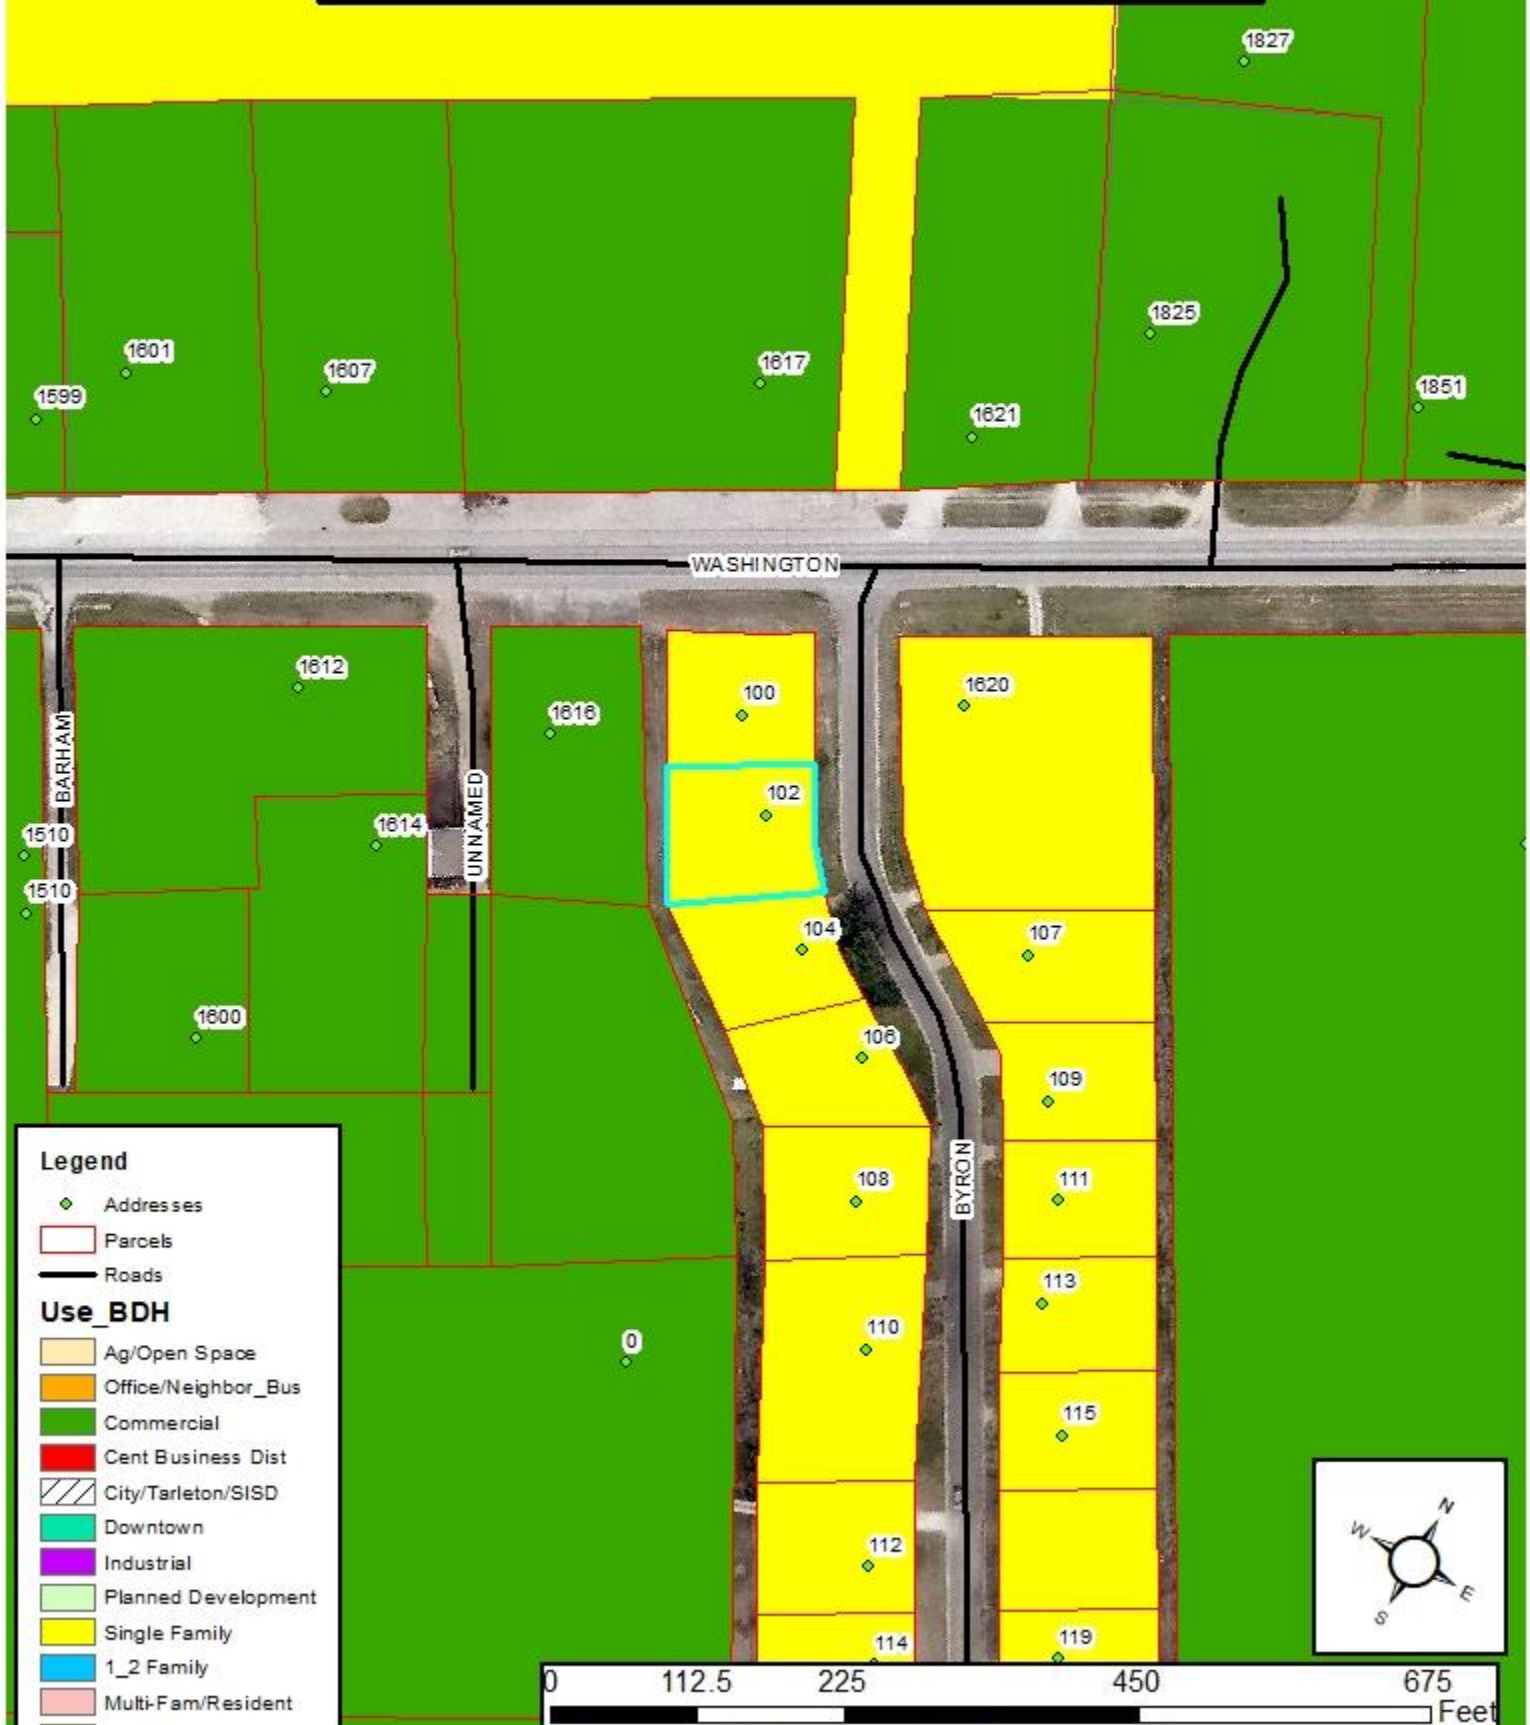 1827
1825
1601
1607
1617
1599
1851
1621
WASHINGTON
1612
1616
100
1620
BARHAM
UNNAMED
102
1510
1614
1510
104
107
1600
106
109
BYRON
108
111
113
110
0
115
112
114
119
Legend
Addresses
Parcels
Roads
Use_BDH
Ag/Open Space
Office/Neighbor_Bus
Commercial
Cent Business Dist
City/Tarleton/SISD
Downtown
Industrial
Planned Development
Single Family
1_2 Family
Multi-Fam/Resident
N
W
E
S
0 112.5 225 450 675
Feet